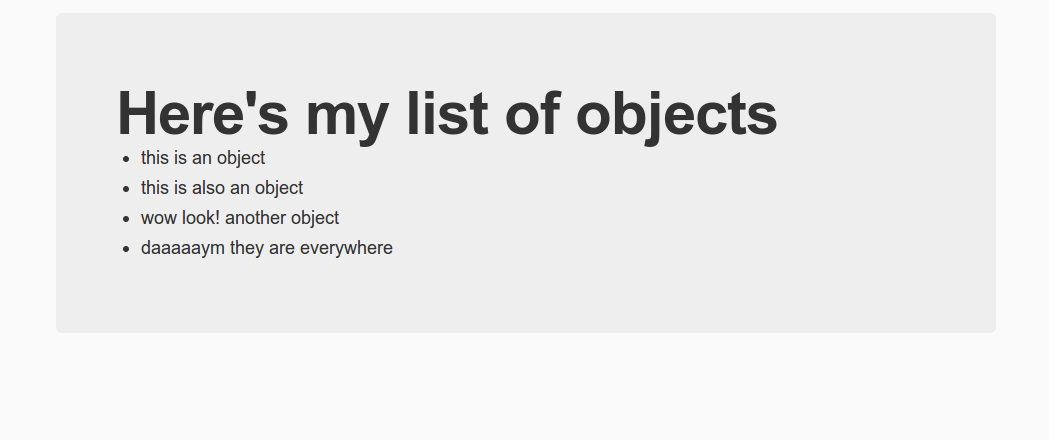 Here's my list of objects
this is an object
this is also an object
wow look! another object
daaaaaym they are everywhere